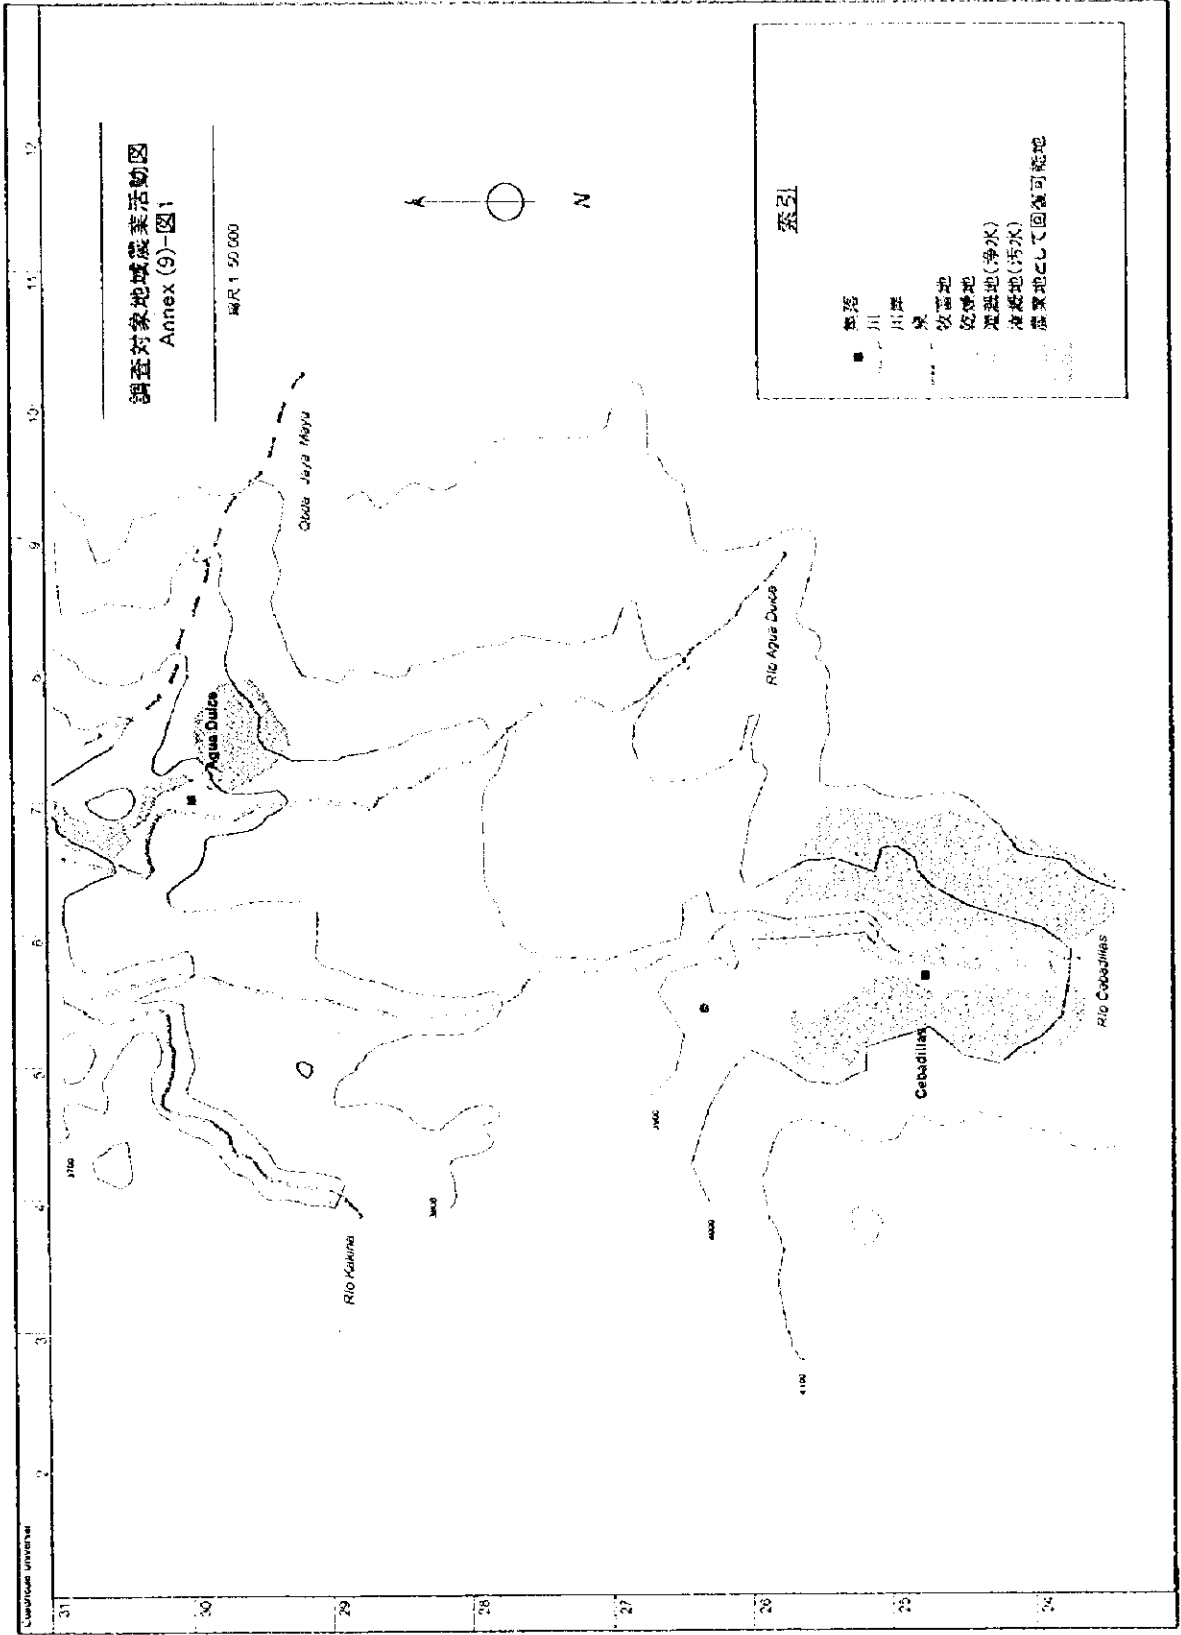 調査対象地域農業活動図
Annex (9)-図1
縮尺 1 50 000
N
索引
部落
川
川岸
泉
牧畜地
乾燥地
灌漑地(浄水)
灌漑地(汚水)
農業地として回復可能地
2 3 4 5 6 7 8 9 10 11 12
31
30
29
28
27
26
25
24
Qbda Jaya Mayu
Agua Dulce
Rio Agua Dulce
Rio Kakina
Cebadillas
Rio Cebadillas
3700
3800
3900
4000
4100